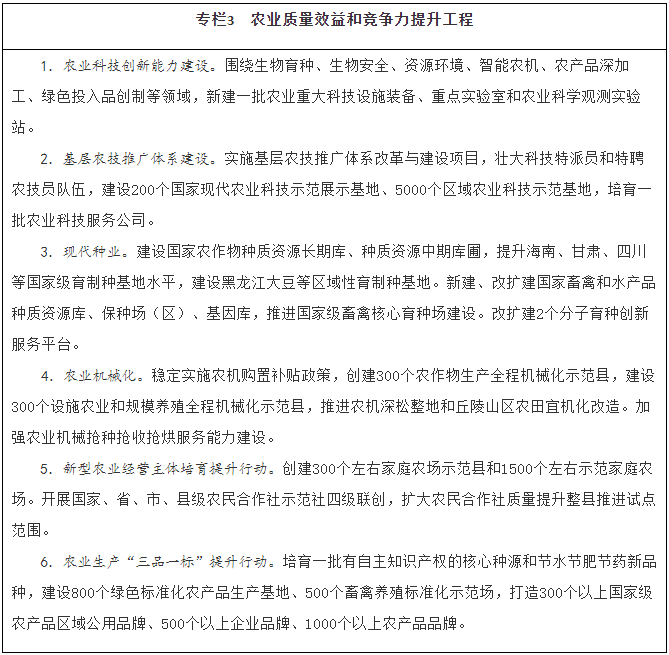 专栏3 农业质量效益和竞争力提升工程
1. 农业科技创新能力建设。围绕生物育种、生物安全、资源环境、智能农机、农产品深加
工、绿色投入品创制等领域，新建一批农业重大科技设施装备、重点实验室和农业科学观测实验
站。
2. 基层农技推广体系建设。实施基层农技推广体系改革与建设项目，壮大科技特派员和特聘
农技员队伍，建设200个国家现代农业科技示范展示基地、5000个区域农业科技示范基地，培育一
批农业科技服务公司。
3. 现代种业。建设国家农作物种质资源长期库、种质资源中期库圃，提升海南、甘肃、四川
等国家级育制种基地水平，建设黑龙江大豆等区域性育制种基地。新建、改扩建国家畜禽和水产品
种质资源库、保种场（区）、基因库，推进国家级畜禽核心育种场建设。改扩建2个分子育种创新
服务平台。
4. 农业机械化。稳定实施农机购置补贴政策，创建300个农作物生产全程机械化示范县，建设
300个设施农业和规模养殖全程机械化示范县，推进农机深松整地和丘陵山区农田宜机化改造。加
强农业机械抢种抢收抢烘服务能力建设。
5. 新型农业经营主体培育提升行动。创建300个左右家庭农场示范县和1500个左右示范家庭农
场。开展国家、省、市、县级农民合作社示范社四级联创，扩大农民合作社质量提升整县推进试点
范围。
6. 农业生产“三品一标”提升行动。培育一批有自主知识产权的核心种源和节水节肥节药新品
种，建设800个绿色标准化农产品生产基地、500个畜禽养殖标准化示范场，打造300个以上国家级
农产品区域公用品牌、500个以上企业品牌、1000个以上农产品品牌。